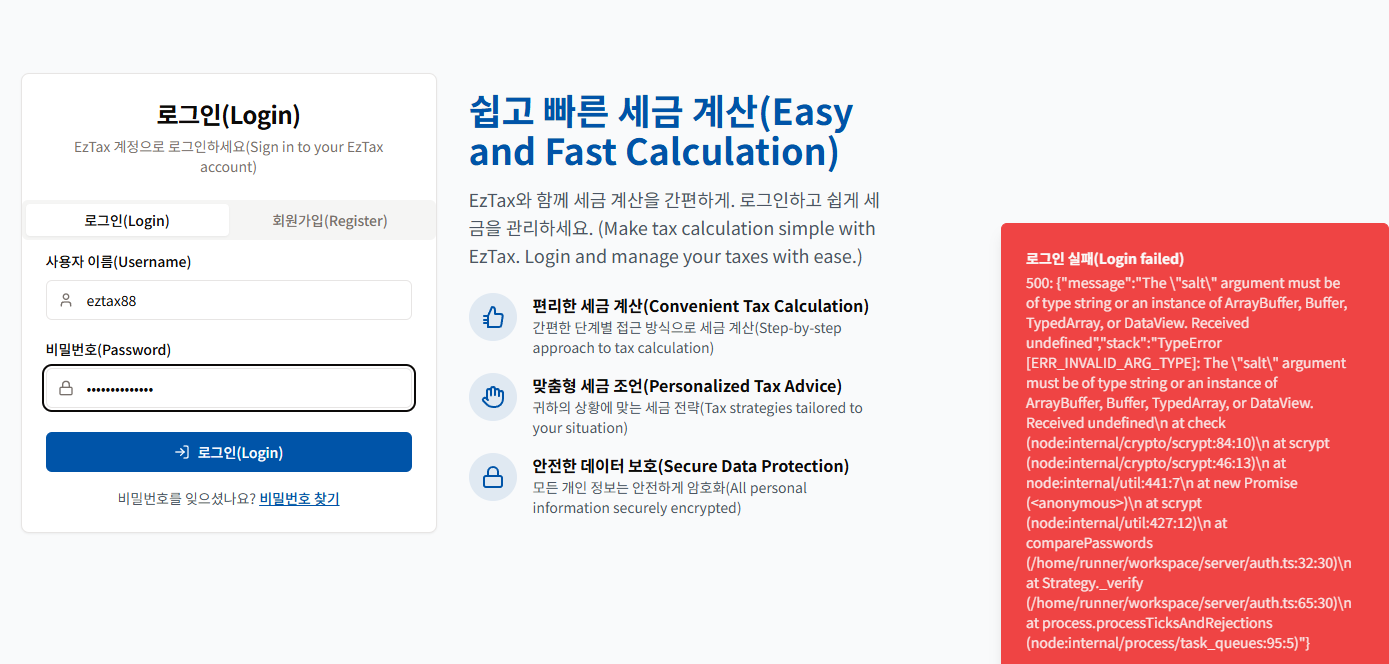 로그인(Login)
EzTax 계정으로 로그인하세요(Sign in to your EzTax
account)
로그인(Login)
회원가입(Register)
사용자 이름(Username)
eztax88
비밀번호(Password)
••••••••••••••
로그인(Login)
비밀번호를 잊으셨나요? 비밀번호 찾기
쉽고 빠른 세금 계산(Easy
and Fast Calculation)
EzTax와 함께 세금 계산을 간편하게. 로그인하고 쉽게 세
금을 관리하세요. (Make tax calculation simple with
EzTax. Login and manage your taxes with ease.)
편리한 세금 계산(Convenient Tax Calculation)
간편한 단계별 접근 방식으로 세금 계산(Step-by-step
approach to tax calculation)
맞춤형 세금 조언(Personalized Tax Advice)
귀하의 상황에 맞는 세금 전략(Tax strategies tailored to
your situation)
안전한 데이터 보호(Secure Data Protection)
모든 개인 정보는 안전하게 암호화(All personal
information securely encrypted)
로그인 실패(Login failed)
500: {"message":"The \"salt\" argument must be
of type string or an instance of ArrayBuffer, Buffer,
TypedArray, or DataView. Received
undefined","stack":"TypeError
[ERR_INVALID_ARG_TYPE]: The \"salt\" argument
must be of type string or an instance of
ArrayBuffer, Buffer, TypedArray, or DataView.
Received undefined\n at check
(node:internal/crypto/scrypt:84:10)\n at scrypt
(node:internal/crypto/scrypt:46:13)\n at
node:internal/util:441:7\n at new Promise
(<anonymous>)\n at scrypt
(node:internal/util:427:12)\n at
comparePasswords
(/home/runner/workspace/server/auth.ts:32:30)\n
at Strategy._verify
(/home/runner/workspace/server/auth.ts:65:30)\n
at process.processTicksAndRejections
(node:internal/process/task_queues:95:5)"}